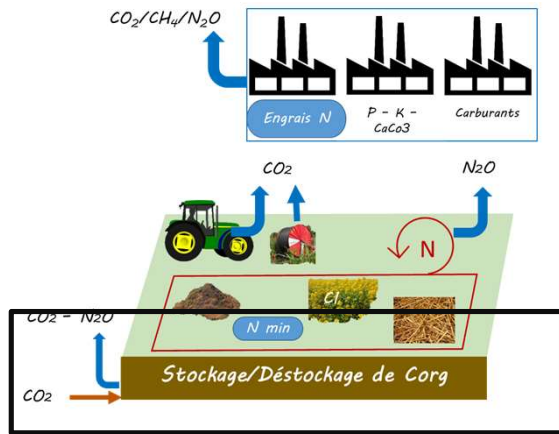 CO2/CH4/N2O
Engrais N
P - K -
CaCo3
Carburants
CO2
N2O
N
CI
N min
CO2 - N2O
Stockage/Déstockage de Corg
CO2